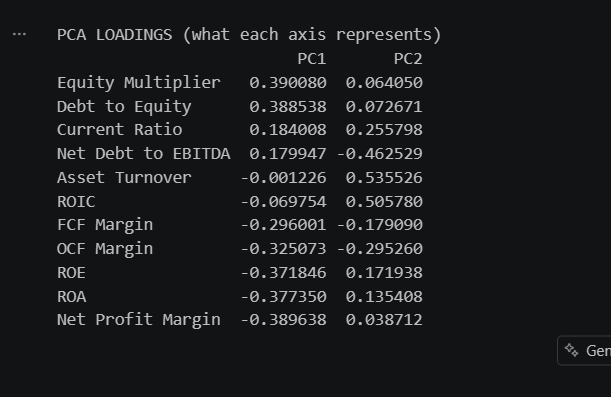 ···
PCA LOADINGS (what each axis represents)
PC1 PC2
Equity Multiplier 0.390080 0.064050
Debt to Equity 0.388538 0.072671
Current Ratio 0.184008 0.255798
Net Debt to EBITDA 0.179947 -0.462529
Asset Turnover -0.001226 0.535526
ROIC -0.069754 0.505780
FCF Margin -0.296001 -0.179090
OCF Margin -0.325073 -0.295260
ROE -0.371846 0.171938
ROA -0.377350 0.135408
Net Profit Margin -0.389638 0.038712
Gen